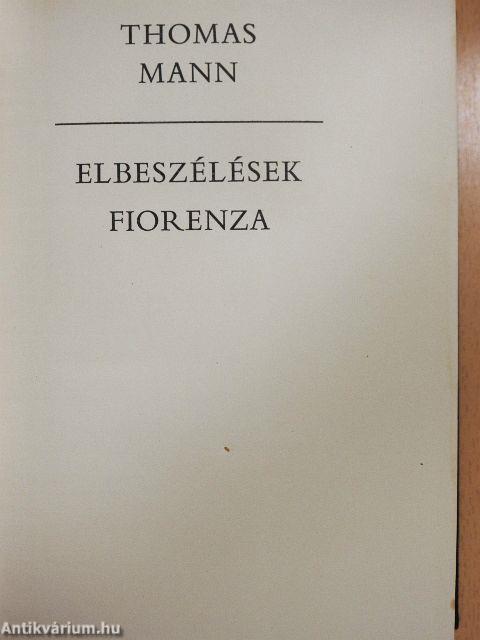 THOMAS
MANN
ELBESZÉLÉSEK
FIORENZA
Antikvárium.hu